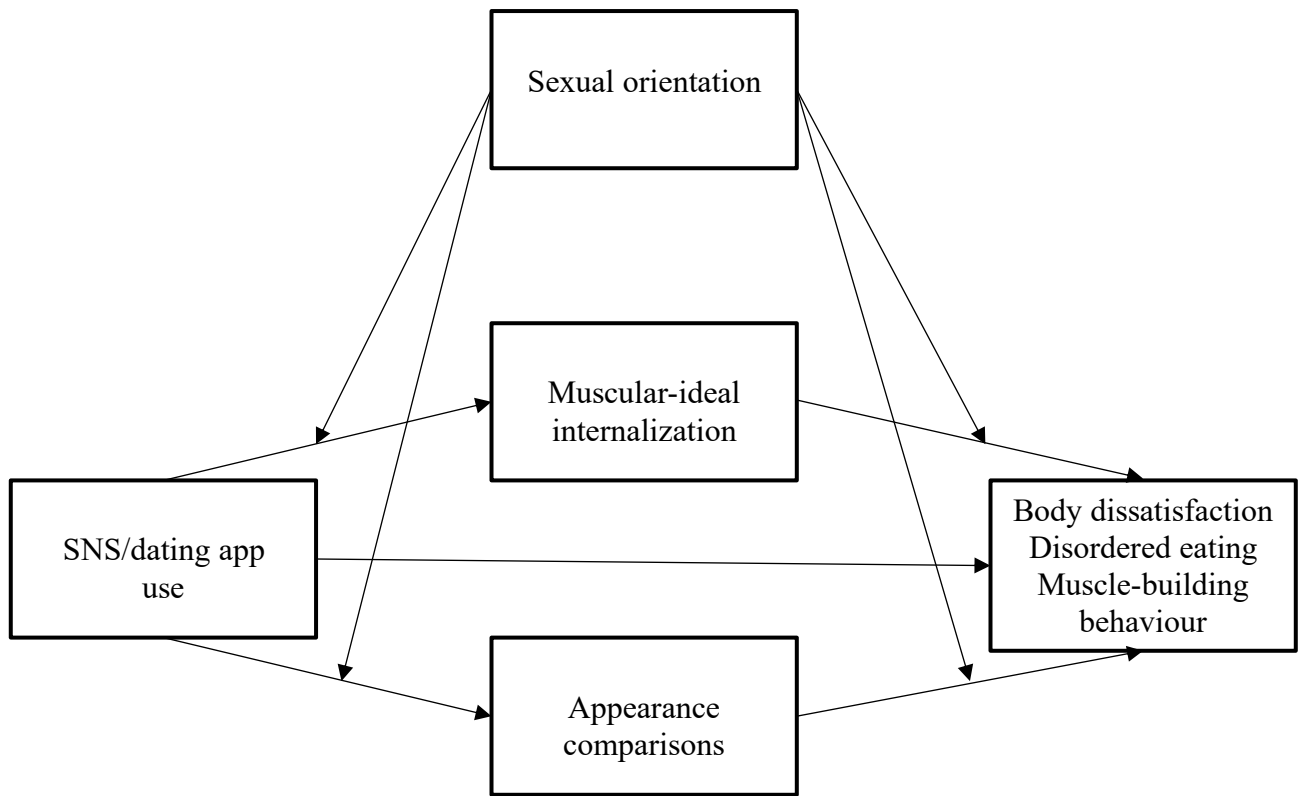 Sexual orientation
Muscular-ideal
internalization
SNS/dating app
use
Body dissatisfaction
Disordered eating
Muscle-building
behaviour
Appearance
comparisons